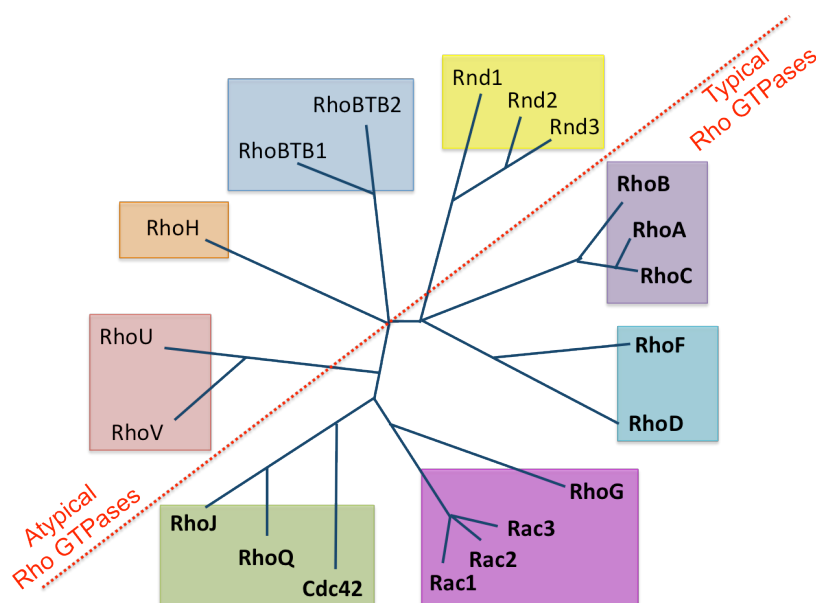 Typical
Rho GTPases
Rnd1
Rnd2
Rnd3
RhoBTB2
RhoBTB1
RhoB
RhoA
RhoC
RhoH
RhoU
RhoV
RhoF
RhoD
RhoG
Rac3
Rac2
Rac1
RhoJ
RhoQ
Cdc42
Atypical
Rho GTPases